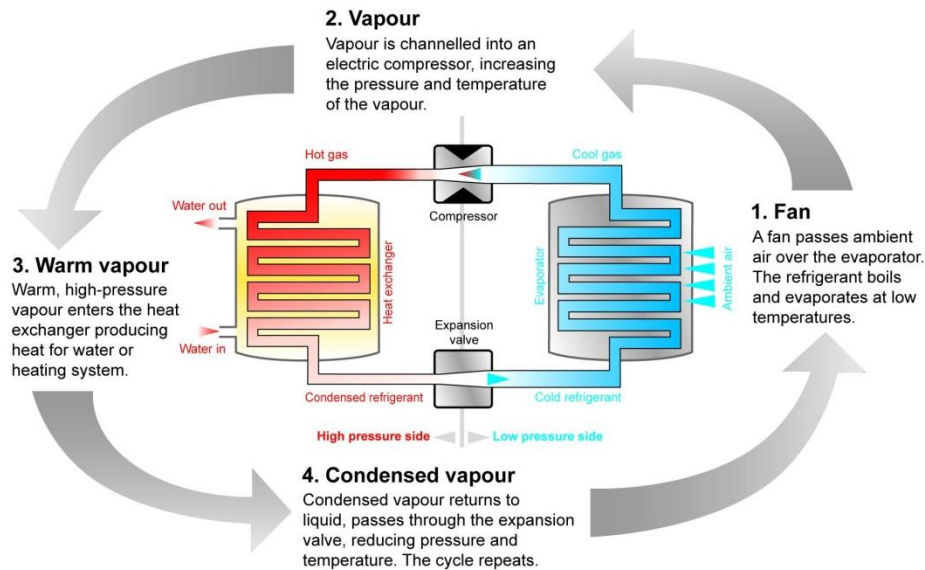 2. Vapour
Vapour is channelled into an
electric compressor, increasing
the pressure and temperature
of the vapour.
Hot gas
Cool gas
Compressor
Water out
Water in
Heat exchanger
Evaporator
Ambient air
1. Fan
A fan passes ambient
air over the evaporator.
The refrigerant boils
and evaporates at low
temperatures.
3. Warm vapour
Warm, high-pressure
vapour enters the heat
exchanger producing
heat for water or
heating system.
Expansion
valve
Condensed refrigerant
Cold refrigerant
High pressure side
Low pressure side
4. Condensed vapour
Condensed vapour returns to
liquid, passes through the expansion
valve, reducing pressure and
temperature. The cycle repeats.